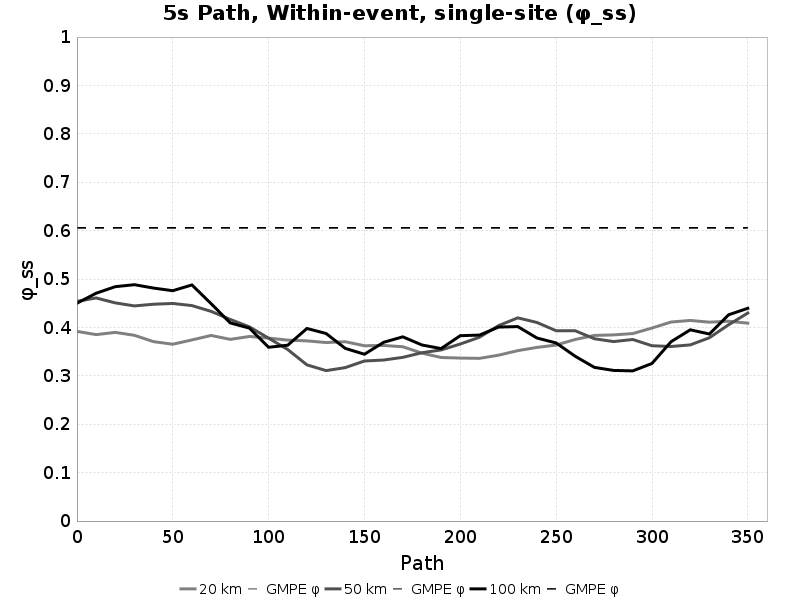 5s Path, Within-event, single-site (φ_ss)
1
0.9
0.8
0.7
0.6
0.5
0.4
0.3
0.2
0.1
0
φ_ss
0 50 100 150 200 250 300 350
Path
20 km GMPE φ 50 km GMPE φ 100 km GMPE φ